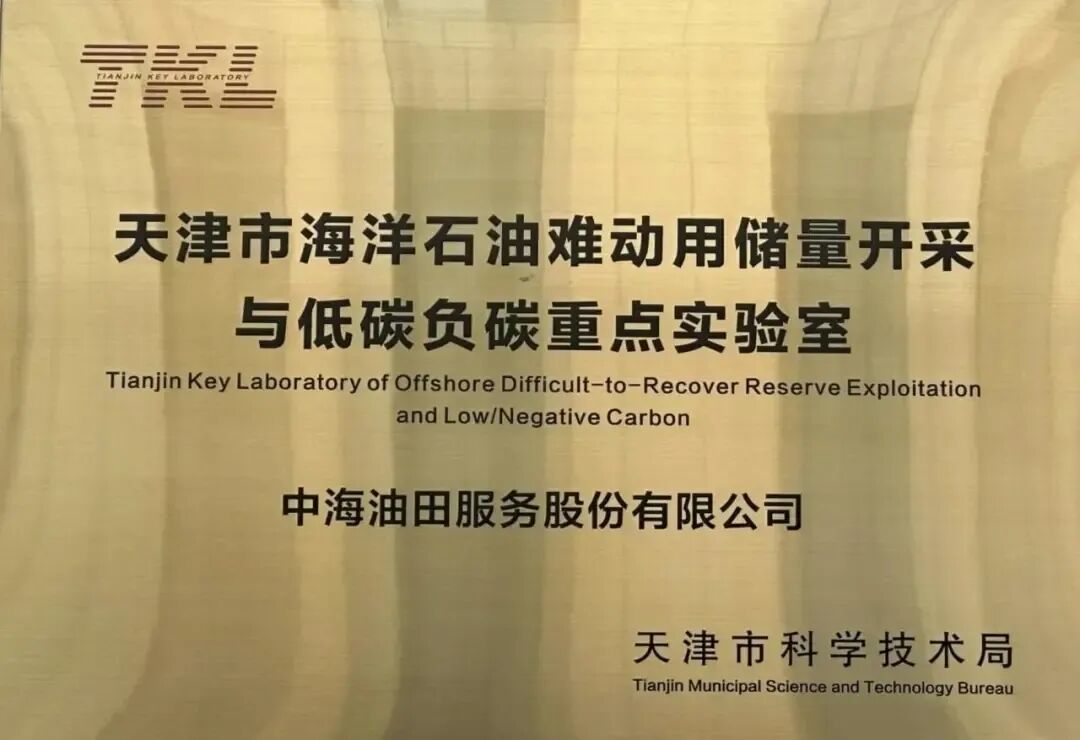 TKL
TIANJIN KEY LABORATORY
天津市海洋石油难动用储量开采
与低碳负碳重点实验室
Tianjin Key Laboratory of Offshore Difficult-to-Recover Reserve Exploitation
and Low/Negative Carbon
中海油田服务股份有限公司
天津市科学技术局
Tianjin Municipal Science and Technology Bureau